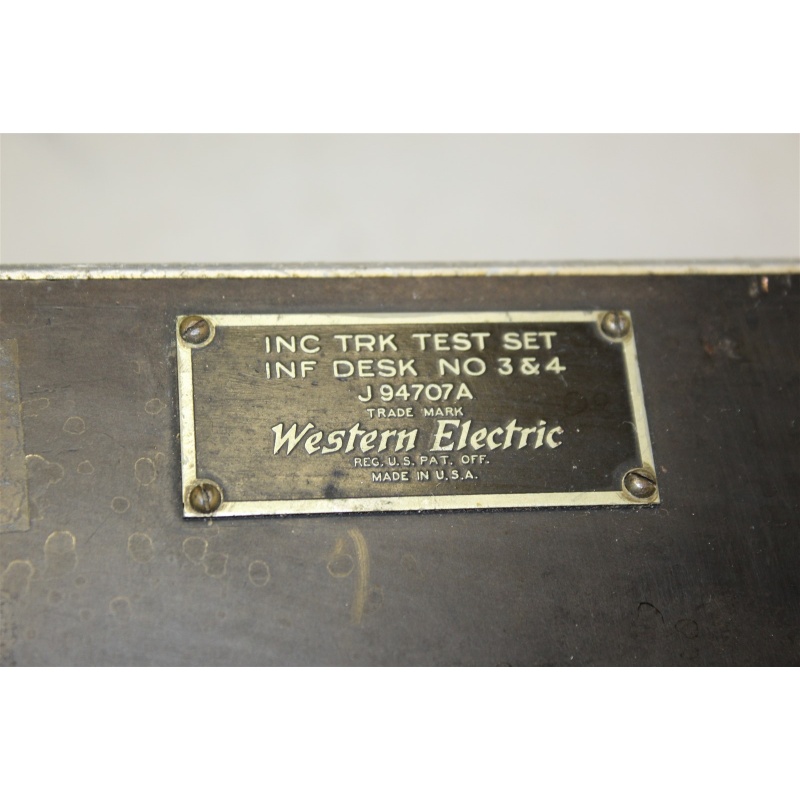 INC TRK TEST SET
INF DESK NO 3 & 4
J 94707A
TRADE MARK
Western Electric
REG. U.S. PAT. OFF.
MADE IN U.S.A.